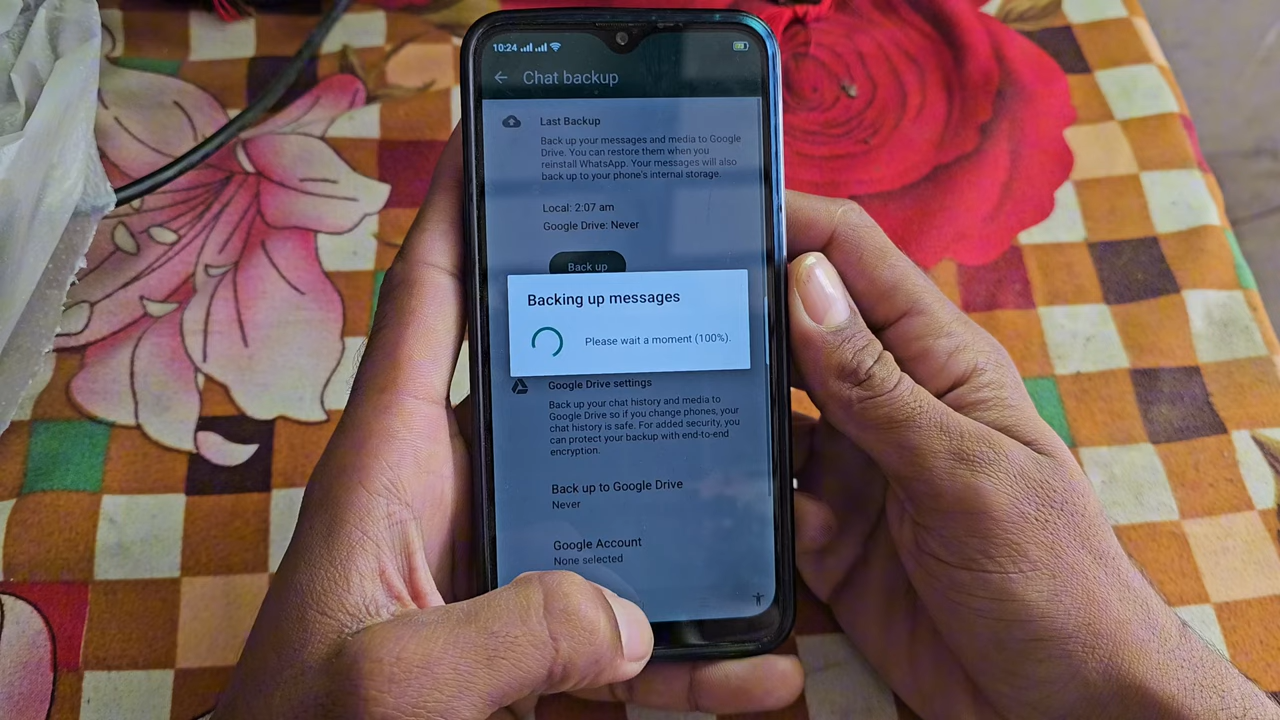 10:24
Chat backup
Last Backup
Back up your messages and media to Google
Drive. You can restore them when you
reinstall WhatsApp. Your messages will also
back up to your phone's internal storage.
Local: 2:07 am
Google Drive: Never
Back up
Backing up messages
Please wait a moment (100%).
Google Drive settings
Back up your chat history and media to
Google Drive so if you change phones, your
chat history is safe. For added security, you
can protect your backup with end-to-end
encryption.
Back up to Google Drive
Never
Google Account
None selected